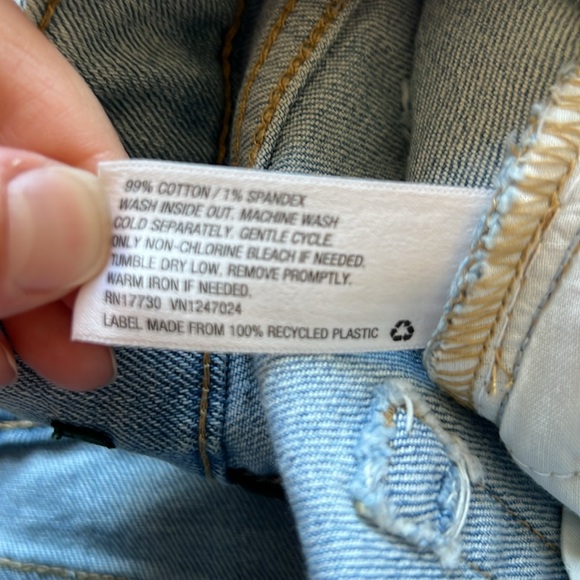 99% COTTON / 1% SPANDEX
WASH INSIDE OUT. MACHINE WASH
COLD SEPARATELY. GENTLE CYCLE.
ONLY NON-CHLORINE BLEACH IF NEEDED.
TUMBLE DRY LOW. REMOVE PROMPTLY.
WARM IRON IF NEEDED.
RN17730 VN1247024
LABEL MADE FROM 100% RECYCLED PLASTIC